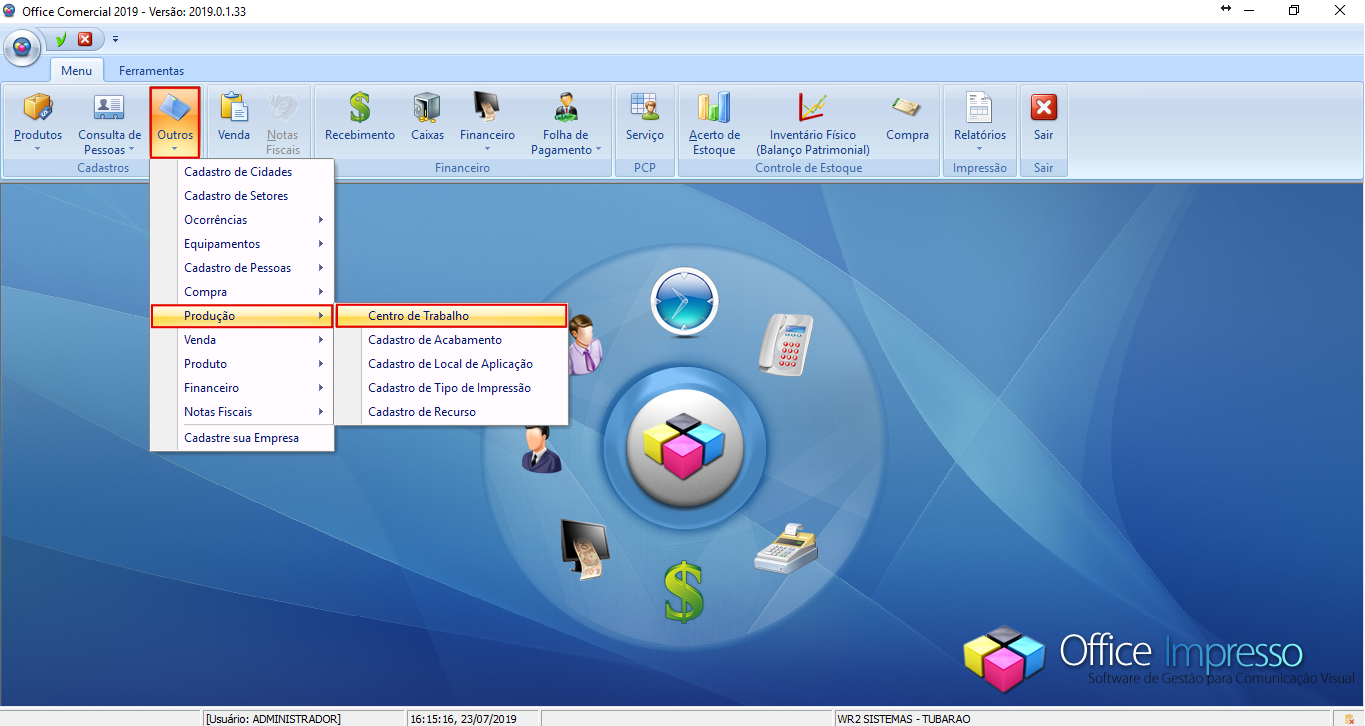 Office Comercial 2019 - Versão: 2019.0.1.33
Menu
Ferramentas
Produtos
Consulta de
Pessoas
Outros
Cadastros
Venda
Notas
Fiscais
Recebimento
Caixas
Financeiro
Folha de
Pagamento
Financeiro
Serviço
PCP
Acerto de
Estoque
Inventário Físico
(Balanço Patrimonial)
Compra
Controle de Estoque
Relatórios
Impressão
Sair
Sair
Cadastro de Cidades
Cadastro de Setores
Ocorrências
Equipamentos
Cadastro de Pessoas
Compra
Produção
Venda
Produto
Financeiro
Notas Fiscais
Cadastre sua Empresa
Centro de Trabalho
Cadastro de Acabamento
Cadastro de Local de Aplicação
Cadastro de Tipo de Impressão
Cadastro de Recurso
Office Impresso
Software de Gestão para Comunicação Visual
[Usuário: ADMINISTRADOR]
16:15:16, 23/07/2019
WR2 SISTEMAS - TUBARAO